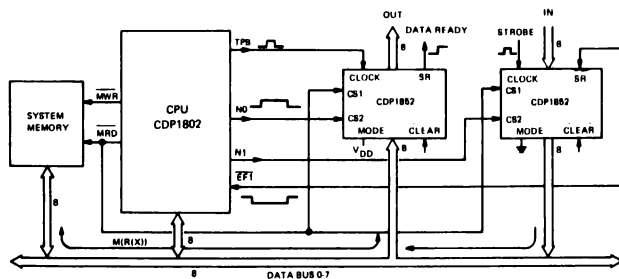 OUT
DATA READY
IN
STROBE
8
8
TPB
CLOCK
SR
CS1
CDP1852
CS2
MODE
CLEAR
VDD
8
CLOCK
SR
CS1
CDP1852
CS2
MODE
CLEAR
8
SYSTEM
MEMORY
MWR
MRD
CPU
CDP1802
N0
N1
EF1
8
8
M(R(X))
8
DATA BUS 0-7